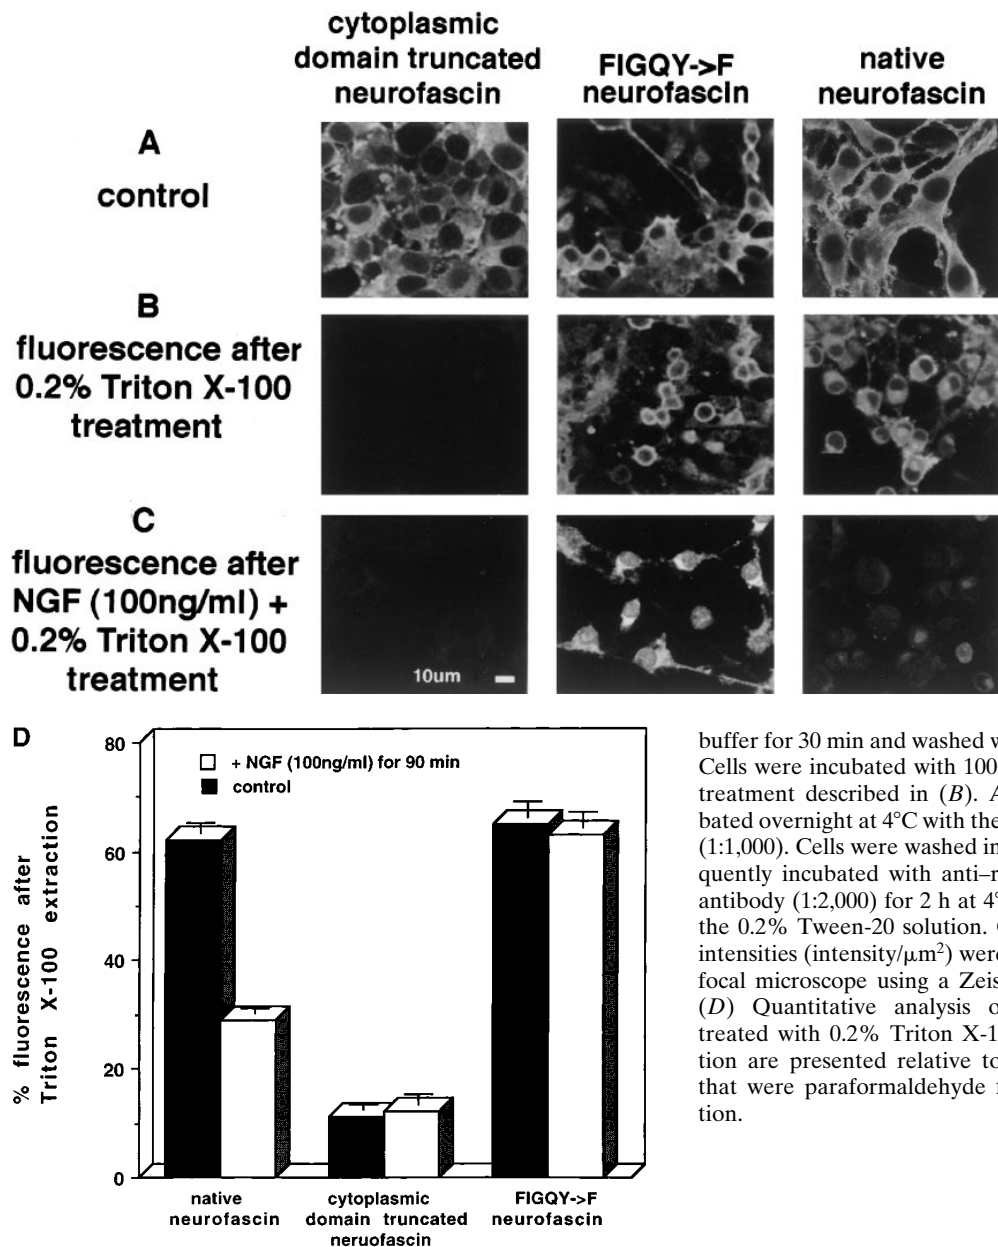 cytoplasmic
domain truncated
neurofascin
FIGQY->F
neurofascin
native
neurofascin
A
control
B
fluorescence after
0.2% Triton X-100
treatment
C
fluorescence after
NGF (100ng/ml) +
0.2% Triton X-100
treatment
10um
D
% fluorescence after
Triton X-100 extraction
80
60
40
20
0
+ NGF (100ng/ml) for 90 min
control
native
neurofascin
cytoplasmic
domain truncated
neruofascin
FIGQY->F
neurofascin
buffer for 30 min and washed w
Cells were incubated with 100
treatment described in (B). A
bated overnight at 4°C with the
(1:1,000). Cells were washed in
quently incubated with anti–r
antibody (1:2,000) for 2 h at 4°
the 0.2% Tween-20 solution.
intensities (intensity/μm²) were
focal microscope using a Zeis
(D) Quantitative analysis o
treated with 0.2% Triton X-1
tion are presented relative to
that were paraformaldehyde f
tion.